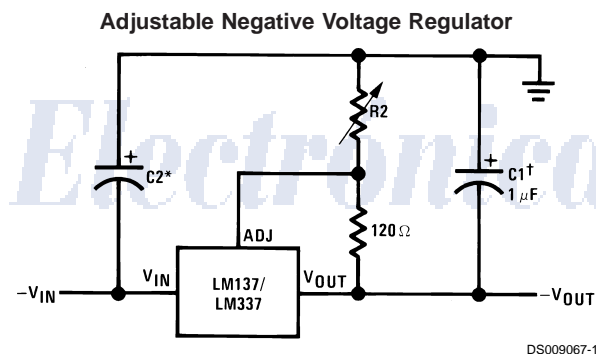 Adjustable Negative Voltage Regulator
Electronica
R2
+
C2*
+
C1†
1 µF
120 Ω
ADJ
VIN
LM137/
LM337
VOUT
−VIN
−VOUT
DS009067-1